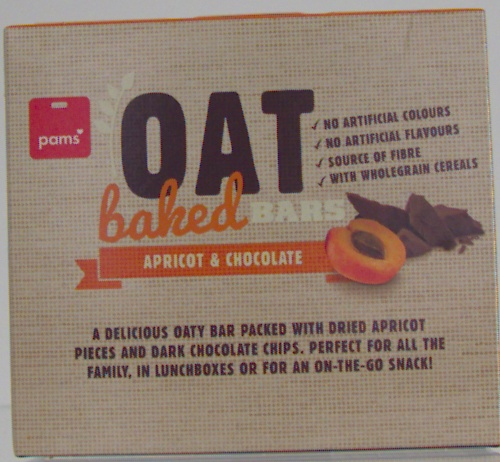 pams
OAT
baked BARS
✓ NO ARTIFICIAL COLOURS
✓ NO ARTIFICIAL FLAVOURS
✓ SOURCE OF FIBRE
✓ WITH WHOLEGRAIN CEREALS
APRICOT & CHOCOLATE
A DELICIOUS OATY BAR PACKED WITH DRIED APRICOT
PIECES AND DARK CHOCOLATE CHIPS. PERFECT FOR ALL THE
FAMILY, IN LUNCHBOXES OR FOR AN ON-THE-GO SNACK!